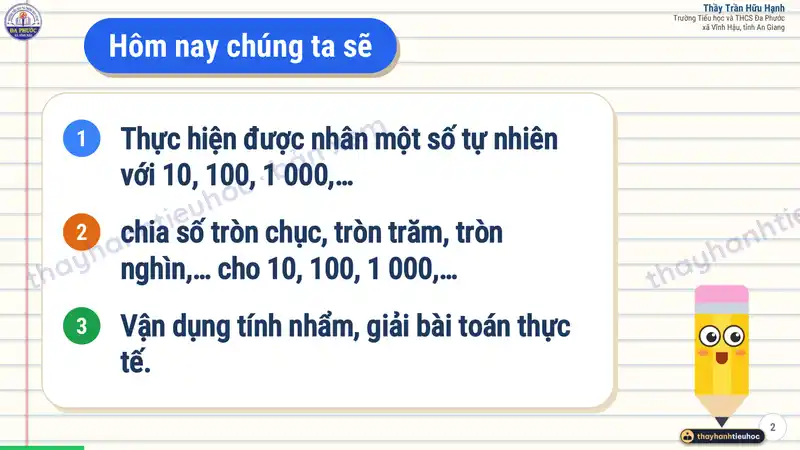 Thầy Trần Hữu Hạnh
Trường Tiểu học và THCS Đa Phước
xã Vĩnh Hậu, tỉnh An Giang
ĐA PHƯỚC
Hôm nay chúng ta sẽ
1
Thực hiện được nhân một số tự nhiên
với 10, 100, 1 000,...
2
chia số tròn chục, tròn trăm, tròn
nghìn,... cho 10, 100, 1 000,...
3
Vận dụng tính nhẩm, giải bài toán thực
tế.
2
thayhanhtieuhoc